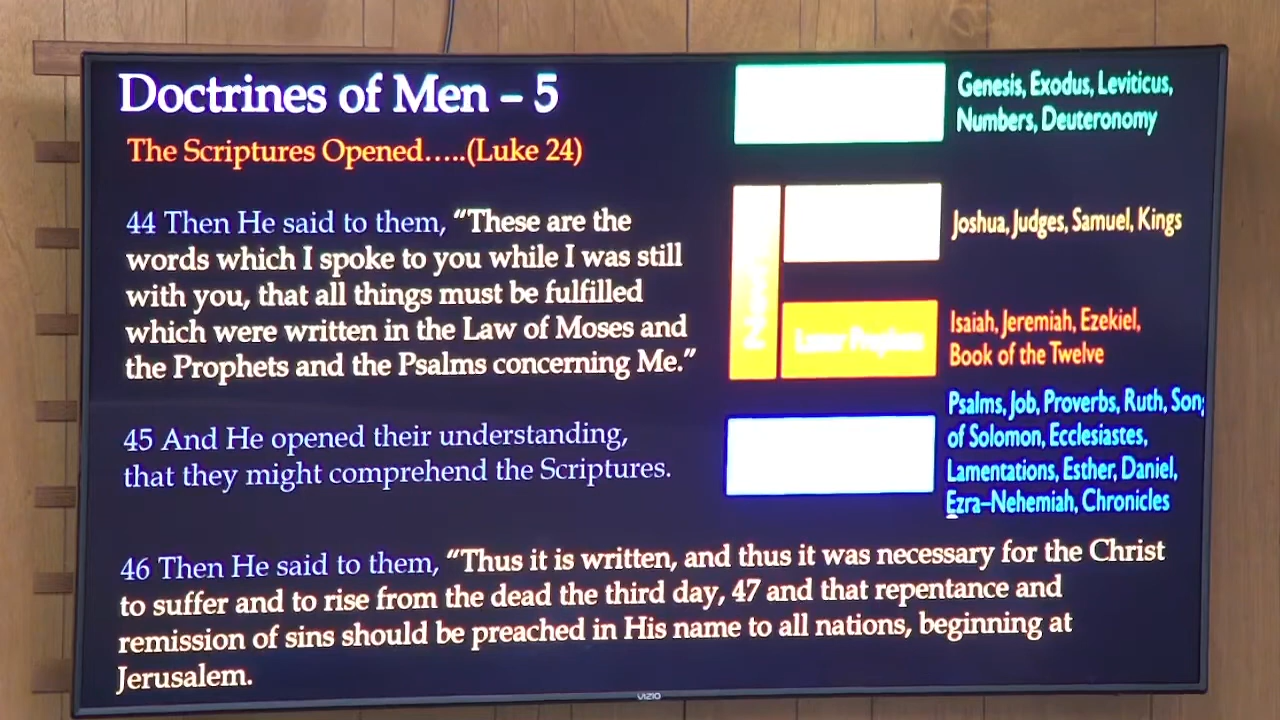 Doctrines of Men – 5
The Scriptures Opened…..(Luke 24)
44 Then He said to them, “These are the
words which I spoke to you while I was still
with you, that all things must be fulfilled
which were written in the Law of Moses and
the Prophets and the Psalms concerning Me.”
45 And He opened their understanding,
that they might comprehend the Scriptures.
46 Then He said to them, “Thus it is written, and thus it was necessary for the Christ
to suffer and to rise from the dead the third day, 47 and that repentance and
remission of sins should be preached in His name to all nations, beginning at
Jerusalem.
Genesis, Exodus, Leviticus,
Numbers, Deuteronomy
Joshua, Judges, Samuel, Kings
Latter Prophets
Isaiah, Jeremiah, Ezekiel,
Book of the Twelve
Psalms, Job, Proverbs, Ruth, Song
of Solomon, Ecclesiastes,
Lamentations, Esther, Daniel,
Ezra–Nehemiah, Chronicles
VIZIO